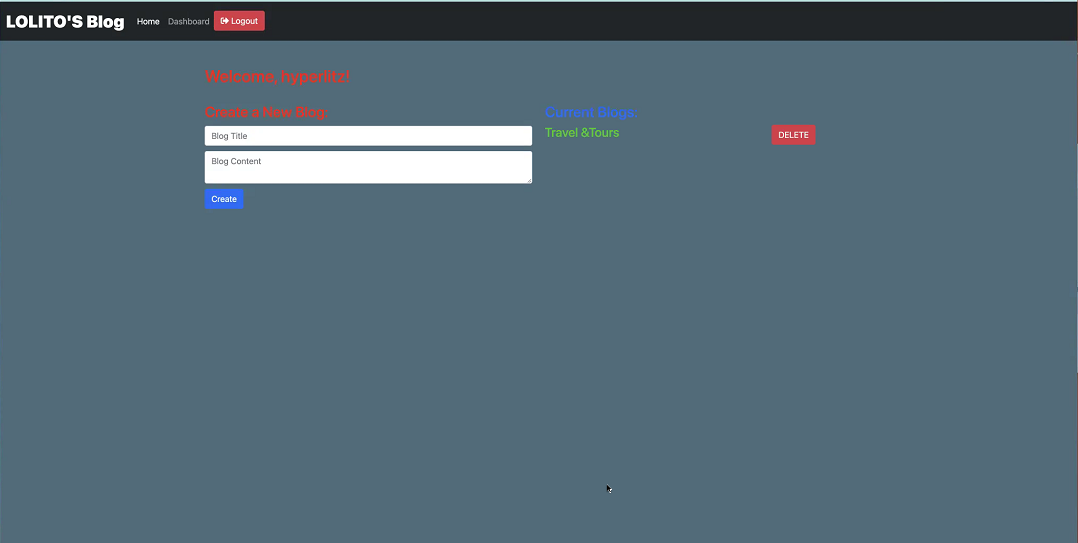 LOLITO'S Blog Home Dashboard Logout
Welcome, hyperlitz!
Create a New Blog:
Blog Title
Blog Content
Create
Current Blogs:
Travel &Tours
DELETE